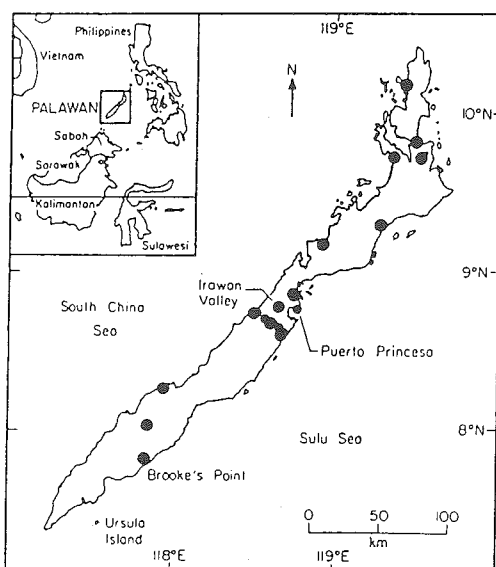 119°E
Philippines
Vietnam
N
10°N
PALAWAN
Sabah
Sarawak
Kalimantan
Sulawesi
9°N
Irawan
Valley
South China
Sea
Puerto Princesa
Sulu Sea
8°N
Brooke's Point
Ursula
Island
0 50 100
km
118°E
119°E